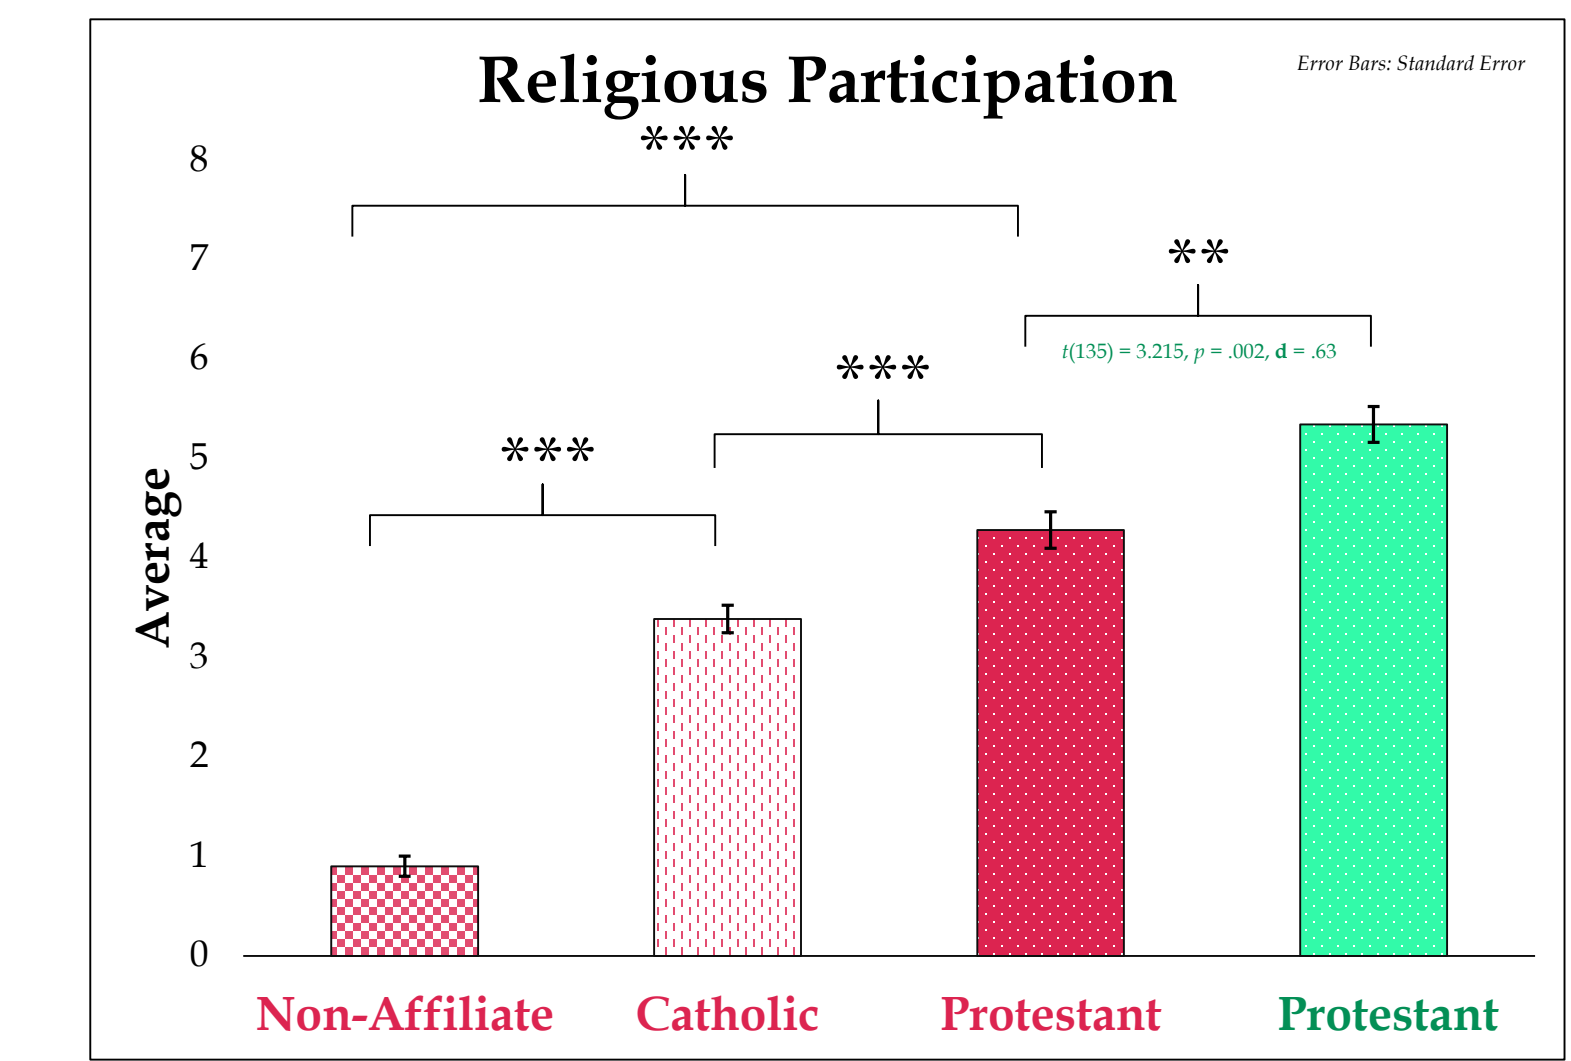 Religious Participation
Error Bars: Standard Error
***
8
7
**
6
t(135) = 3.215, p = .002, d = .63
***
5
***
4
3
2
1
0
Average
Non-Affiliate
Catholic
Protestant
Protestant